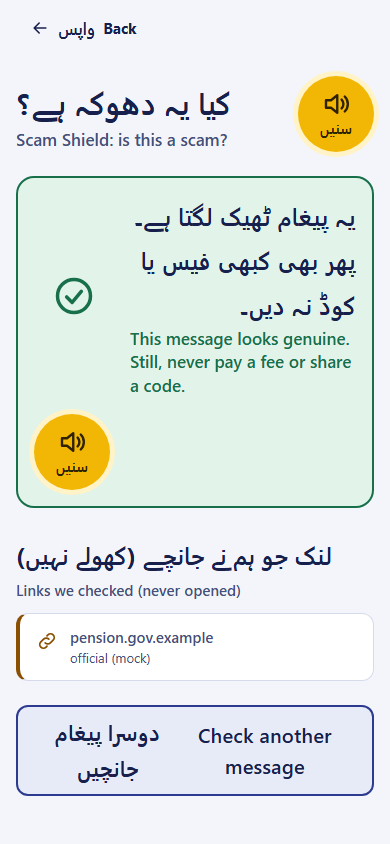 واپس Back
کیا یہ دھوکہ ہے؟
Scam Shield: is this a scam?
سنیں
یہ پیغام ٹھیک لگتا ہے۔
پھر بھی کبھی فیس یا
کوڈ نہ دیں۔
This message looks genuine.
Still, never pay a fee or share
a code.
سنیں
لنک جو ہم نے جانچے (کھولے نہیں)
Links we checked (never opened)
pension.gov.example
official (mock)
دوسرا پیغام
جانچیں
Check another
message